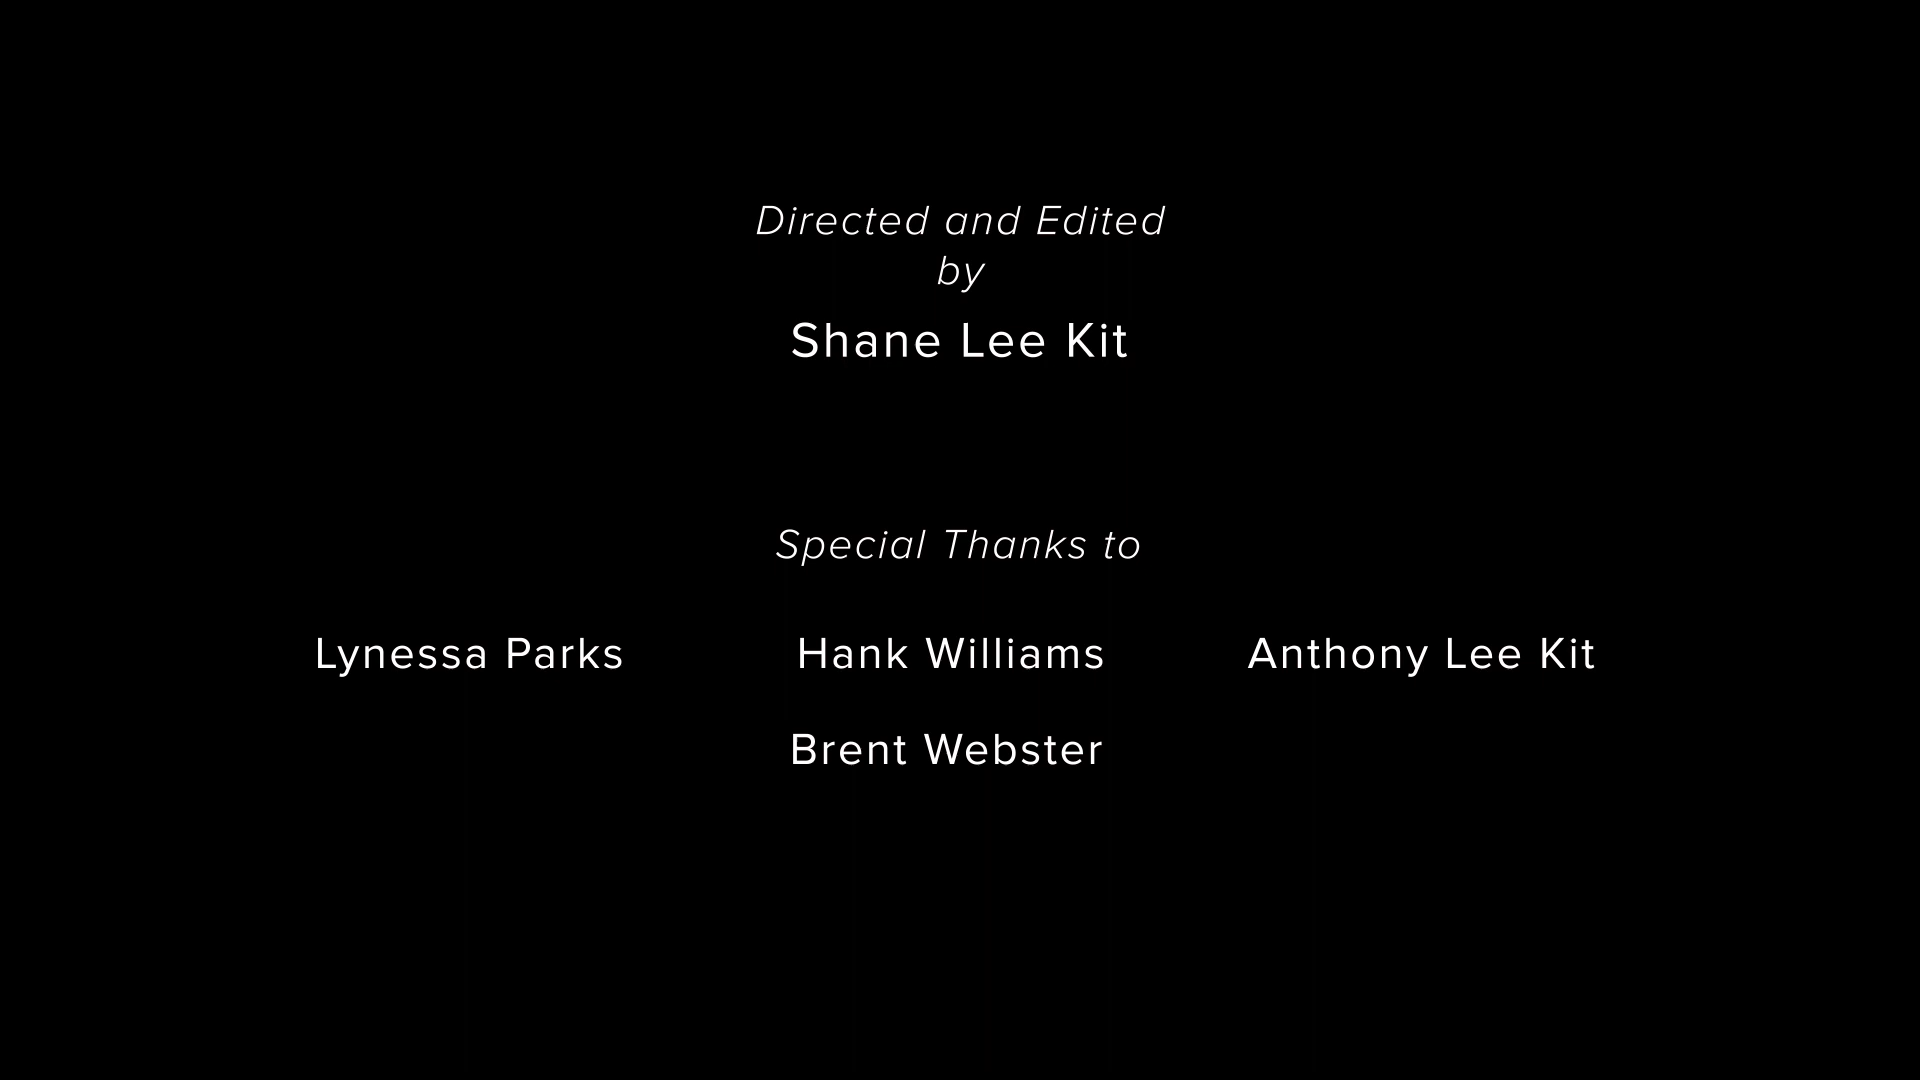 Directed and Edited
by
Shane Lee Kit
Special Thanks to
Lynessa Parks Hank Williams Anthony Lee Kit
Brent Webster